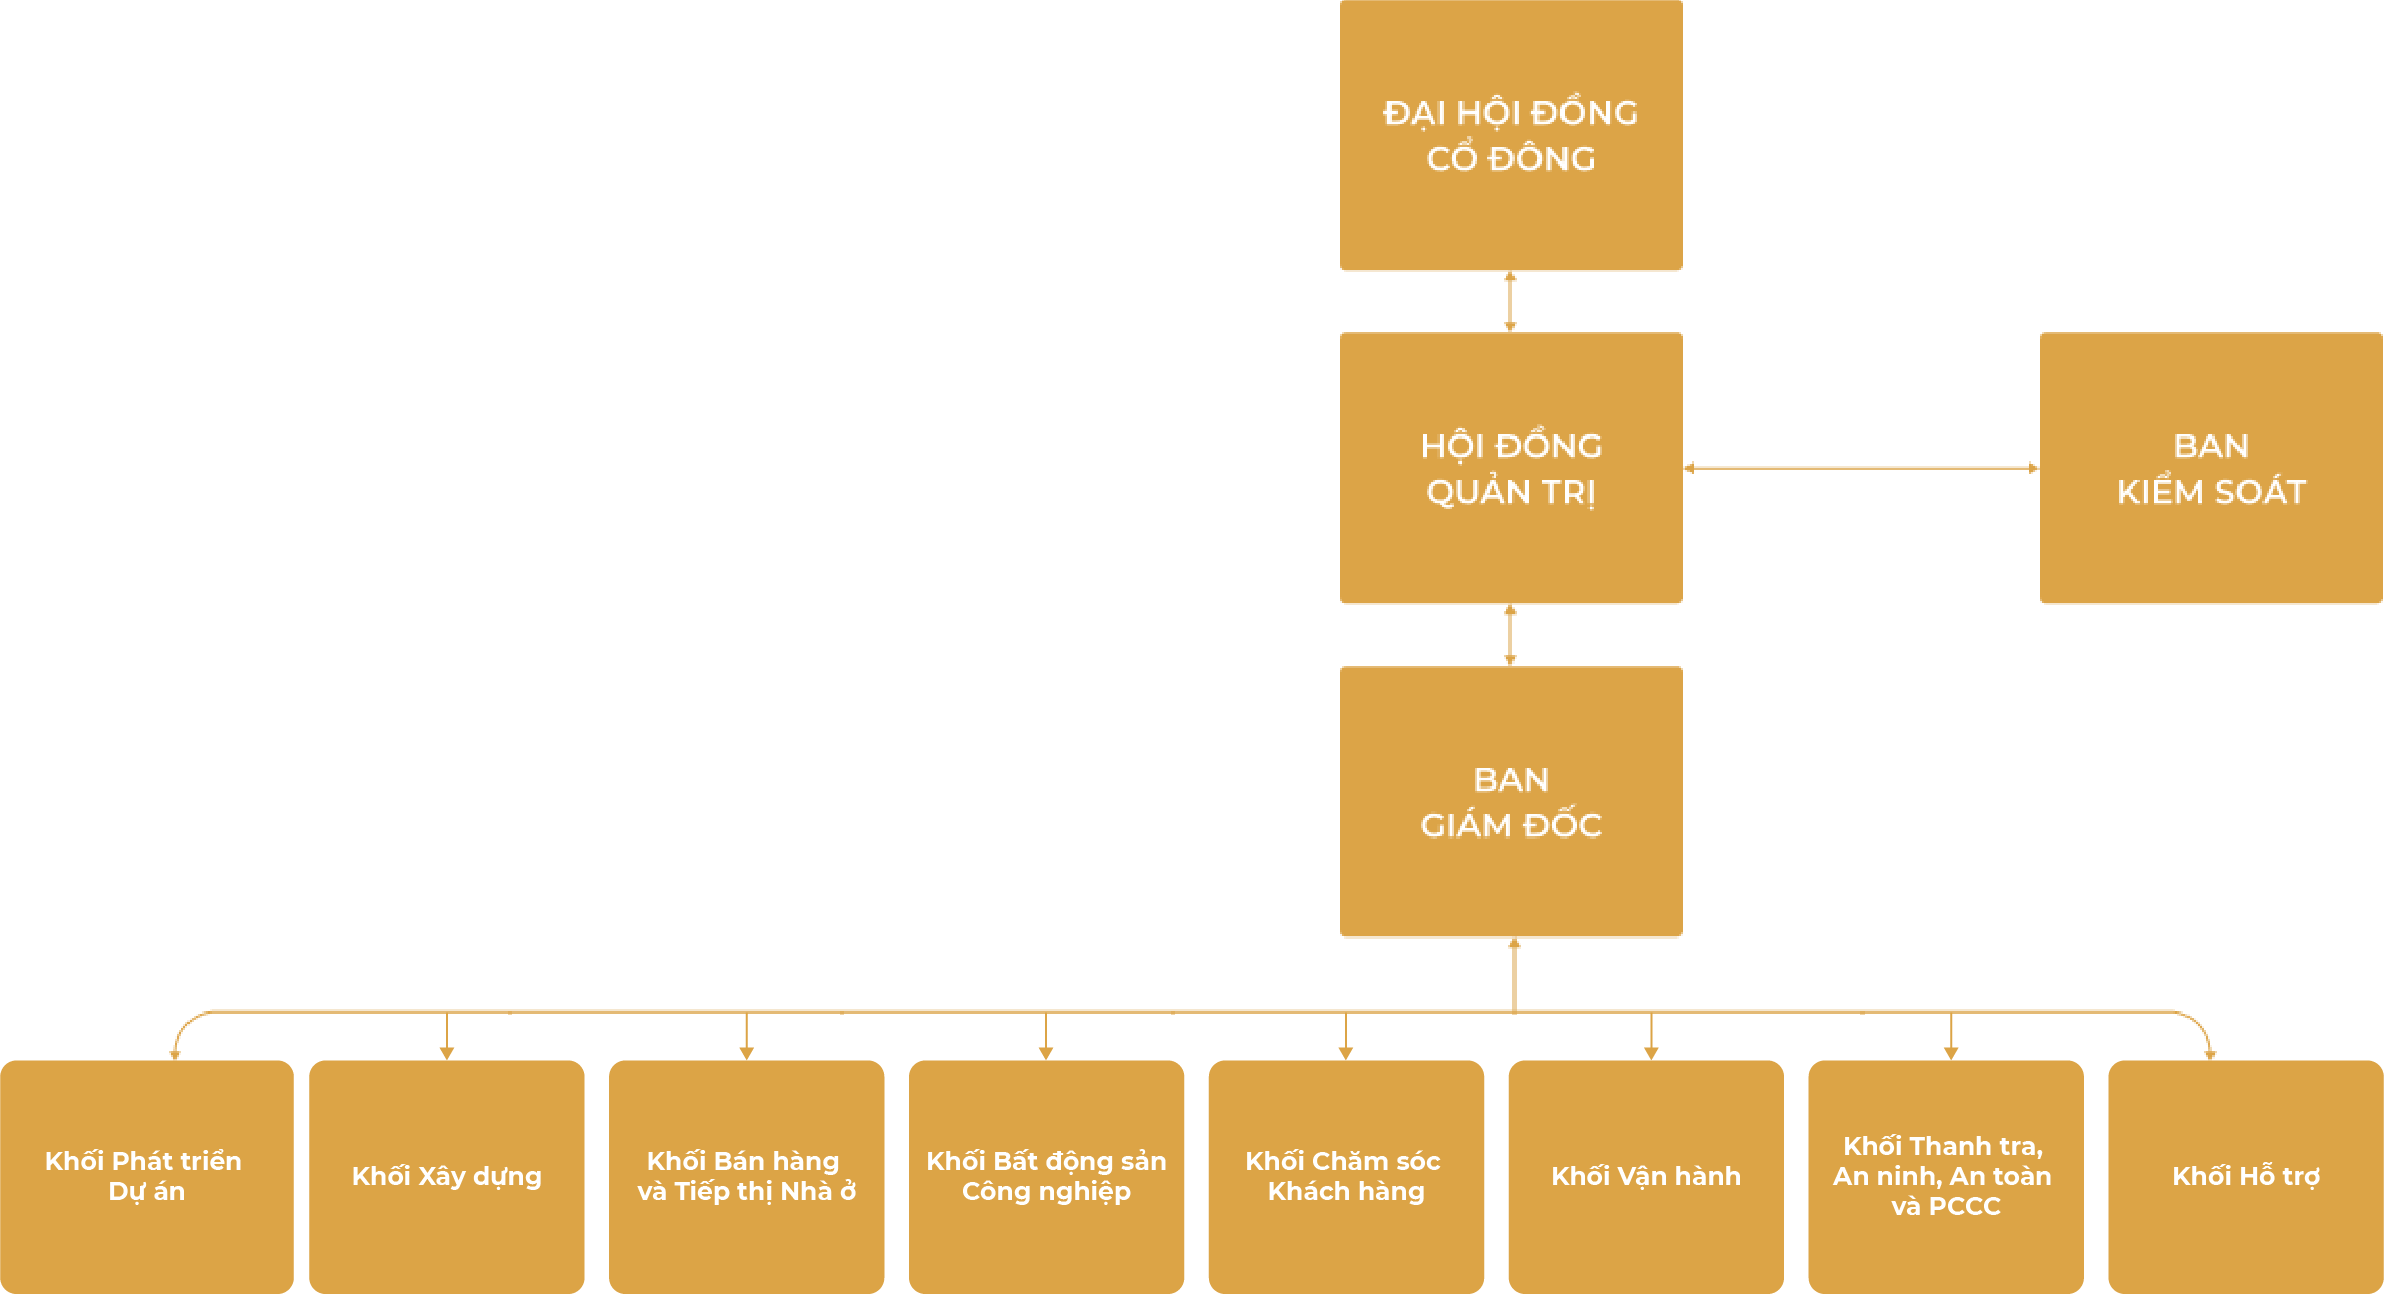 ĐẠI HỘI ĐỒNG
CỔ ĐÔNG
HỘI ĐỒNG
QUẢN TRỊ
BAN
KIỂM SOÁT
BAN
GIÁM ĐỐC
Khối Phát triển
Dự án
Khối Xây dựng
Khối Bán hàng
và Tiếp thị Nhà ở
Khối Bất động sản
Công nghiệp
Khối Chăm sóc
Khách hàng
Khối Vận hành
Khối Thanh tra,
An ninh, An toàn
và PCCC
Khối Hỗ trợ